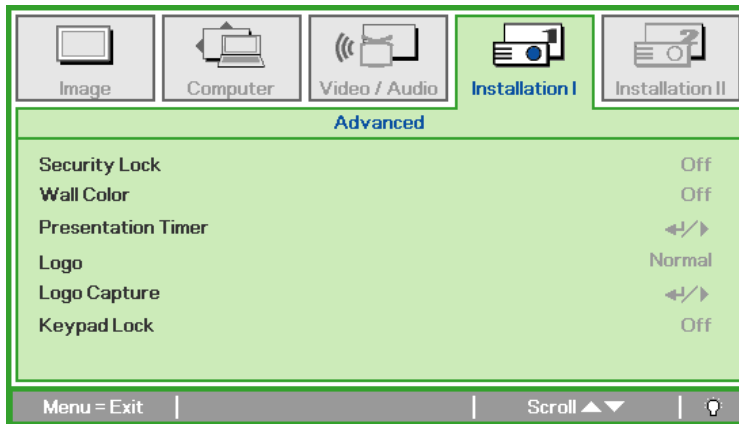 Image
Computer
Video / Audio
Installation I
Installation II
Advanced
Security Lock Off
Wall Color Off
Presentation Timer
Logo Normal
Logo Capture
Keypad Lock Off
Menu = Exit Scroll